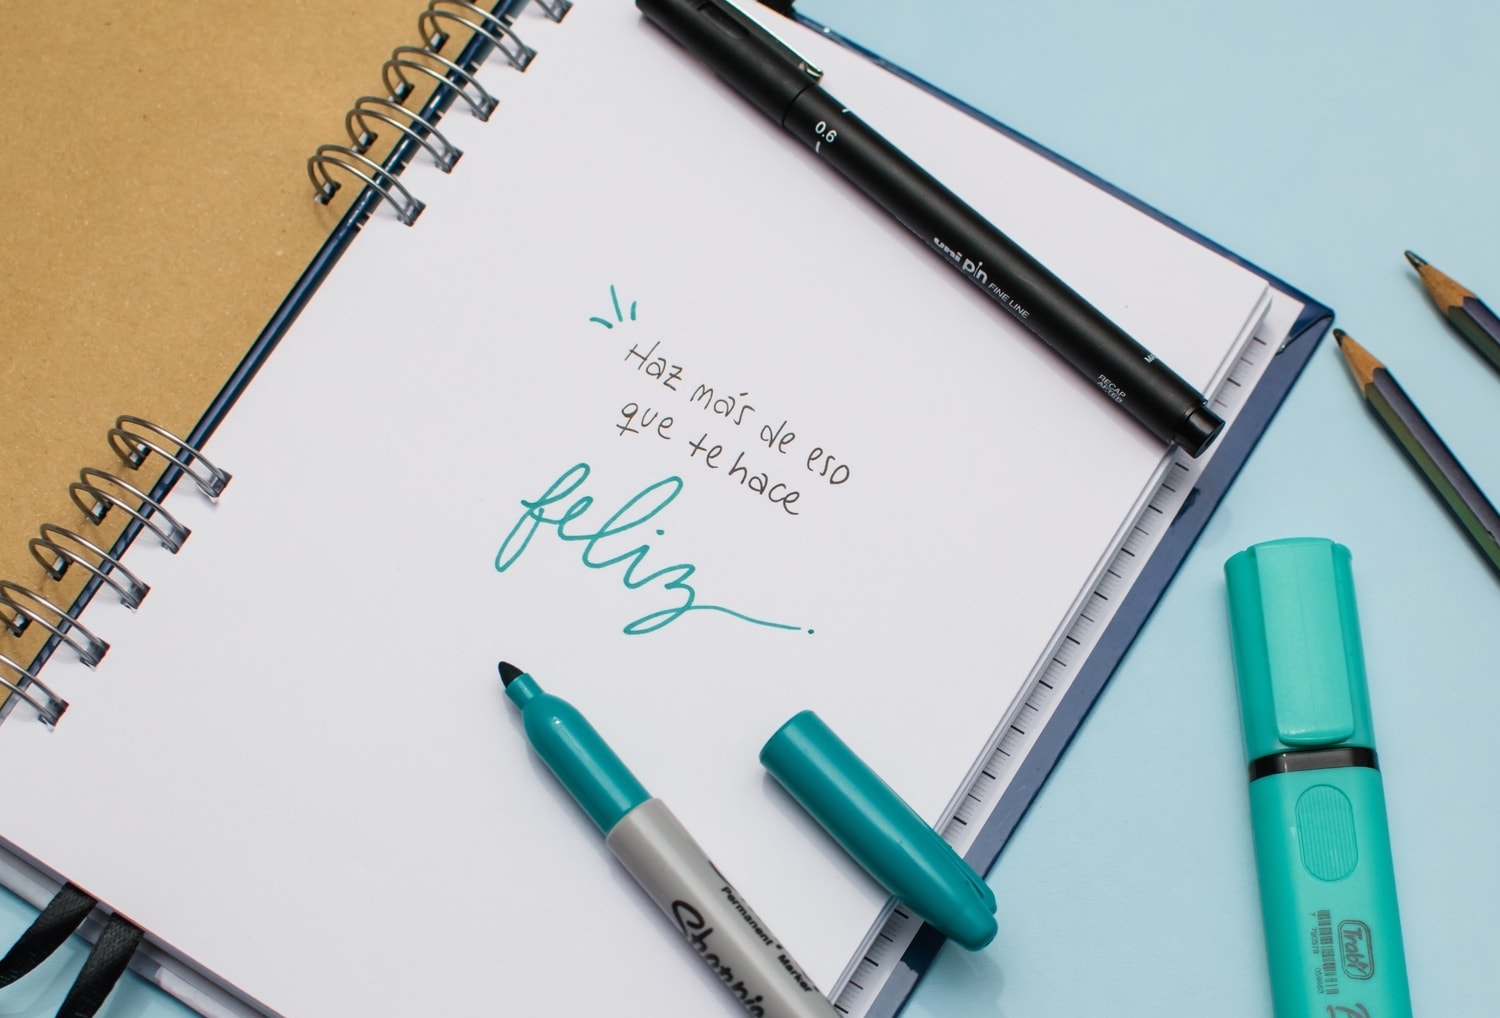 Haz más de eso
que te hace
feliz.
0.6
uni pin FINE LINE
RECAP
AFTER
Permanent Marker
Sharpie
Trabi